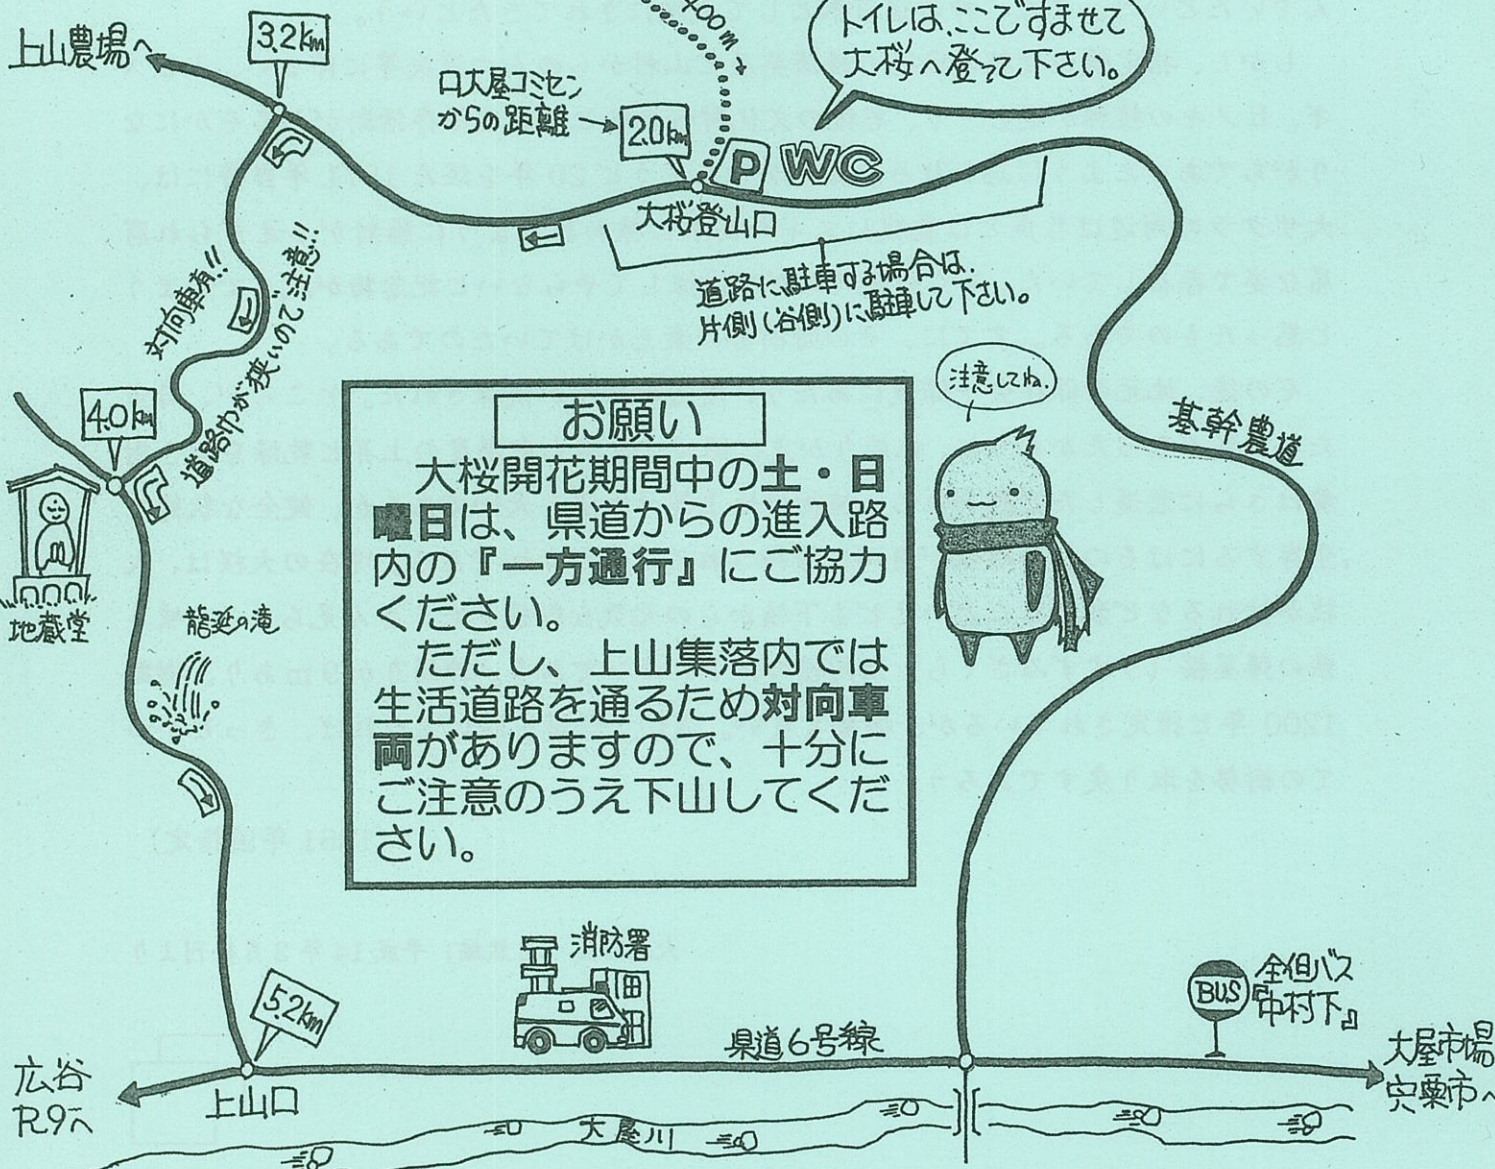 400m
トイレは、ここですませて
大桜へ登って下さい。
上山農場へ
3.2km
口大屋コミセン
からの距離→
2.0km
P WC
大桜登山口
道路に駐車する場合は、
片側(谷側)に駐車して下さい。
対向車有!!
道路巾が狭いのでご注意!!
4.0km
地蔵堂
龍延の滝
注意してね。
基幹農道
お願い
大桜開花期間中の土・日
曜日は、県道からの進入路
内の『一方通行』にご協力
ください。
ただし、上山集落内では
生活道路を通るため対向車
両がありますので、十分に
ご注意のうえ下山してくだ
さい。
消防署
5.2km
県道6号線
BUS
全但バス
『中村下』
広谷
R.9へ
上山口
大屋市場
宍粟市へ
大屋川